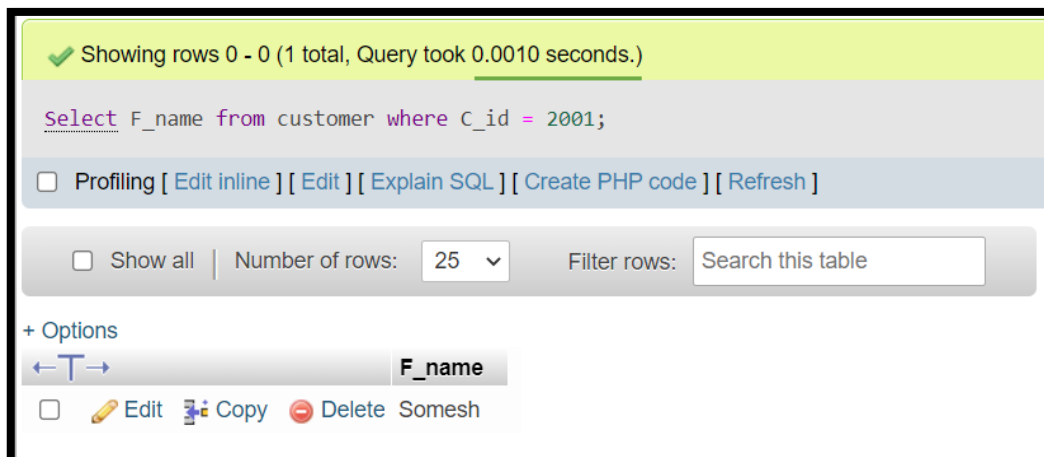 Showing rows 0 - 0 (1 total, Query took 0.0010 seconds.)
Select F_name from customer where C_id = 2001;
Profiling [ Edit inline ] [ Edit ] [ Explain SQL ] [ Create PHP code ] [ Refresh ]
Show all | Number of rows: 25 Filter rows: Search this table
+ Options
←T→ F_name
Edit Copy Delete Somesh